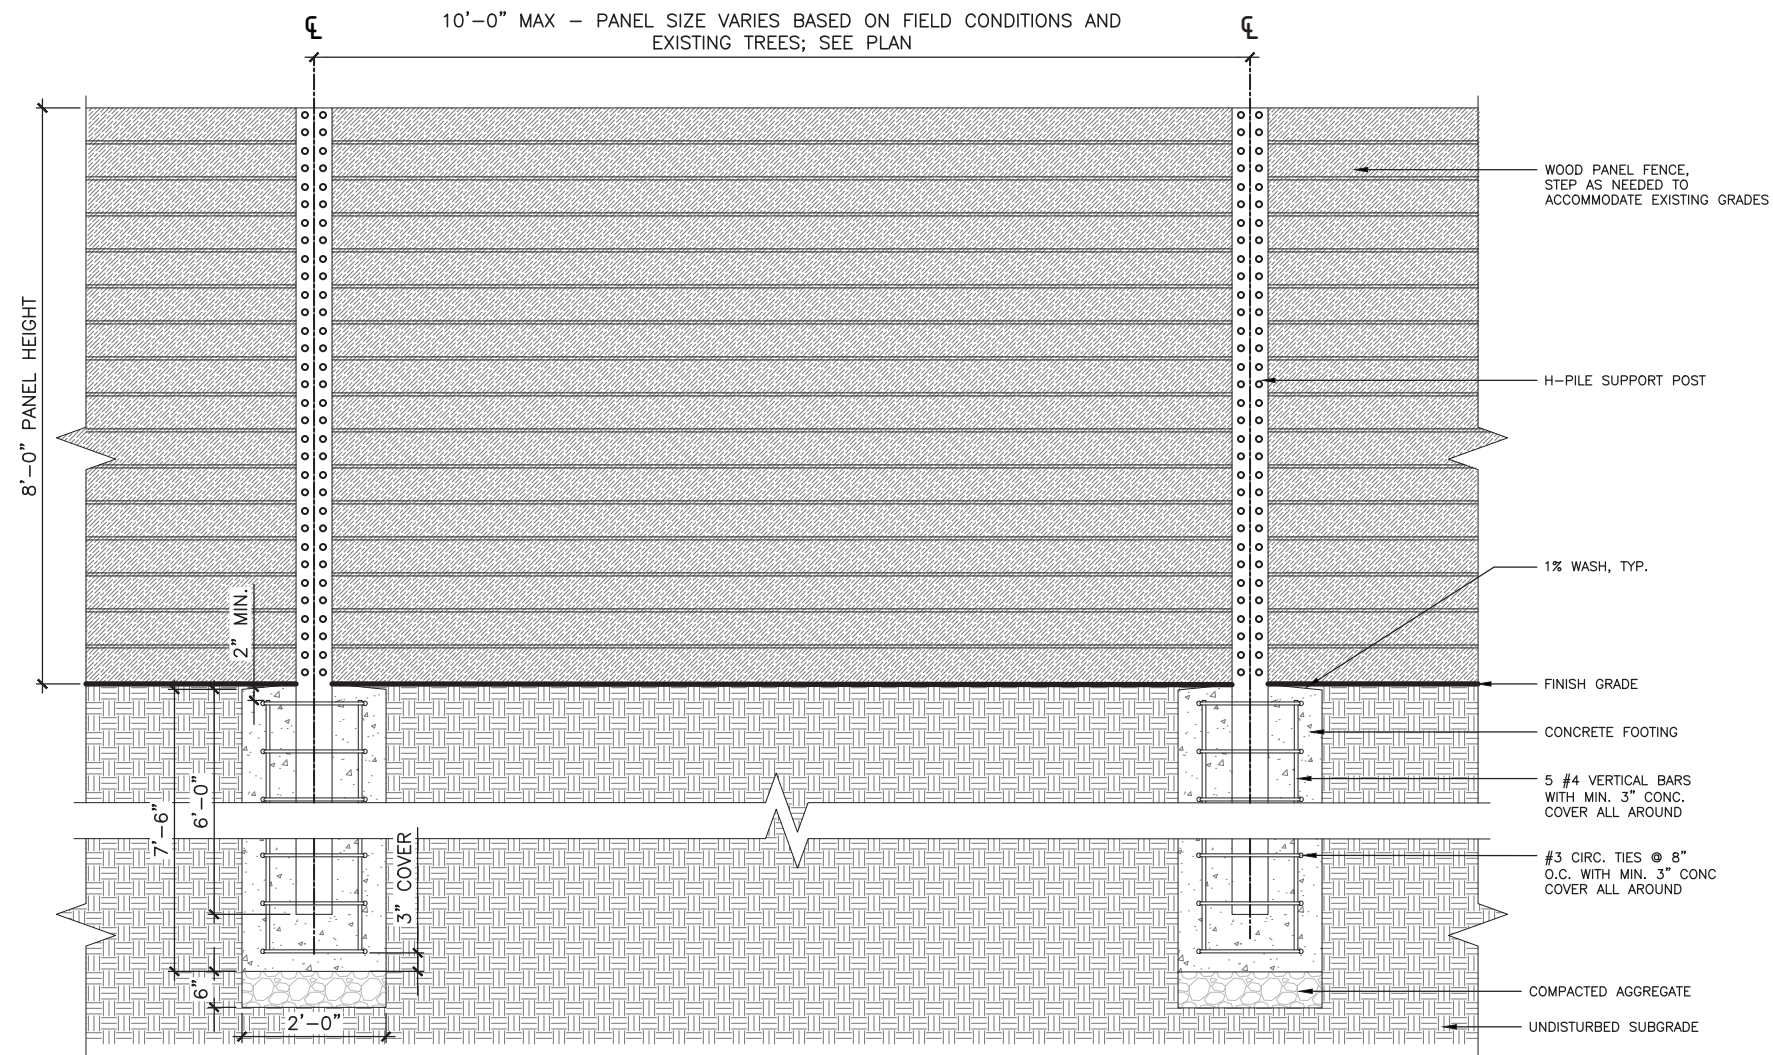 ℄
℄
10'-0" MAX – PANEL SIZE VARIES BASED ON FIELD CONDITIONS AND
EXISTING TREES; SEE PLAN
8'-0" PANEL HEIGHT
WOOD PANEL FENCE,
STEP AS NEEDED TO
ACCOMMODATE EXISTING GRADES
H-PILE SUPPORT POST
1% WASH, TYP.
2" MIN.
FINISH GRADE
CONCRETE FOOTING
5 #4 VERTICAL BARS
WITH MIN. 3" CONC.
COVER ALL AROUND
7'-6"
6'-0"
3" COVER
#3 CIRC. TIES @ 8"
O.C. WITH MIN. 3" CONC
COVER ALL AROUND
6"
2'-0"
COMPACTED AGGREGATE
UNDISTURBED SUBGRADE